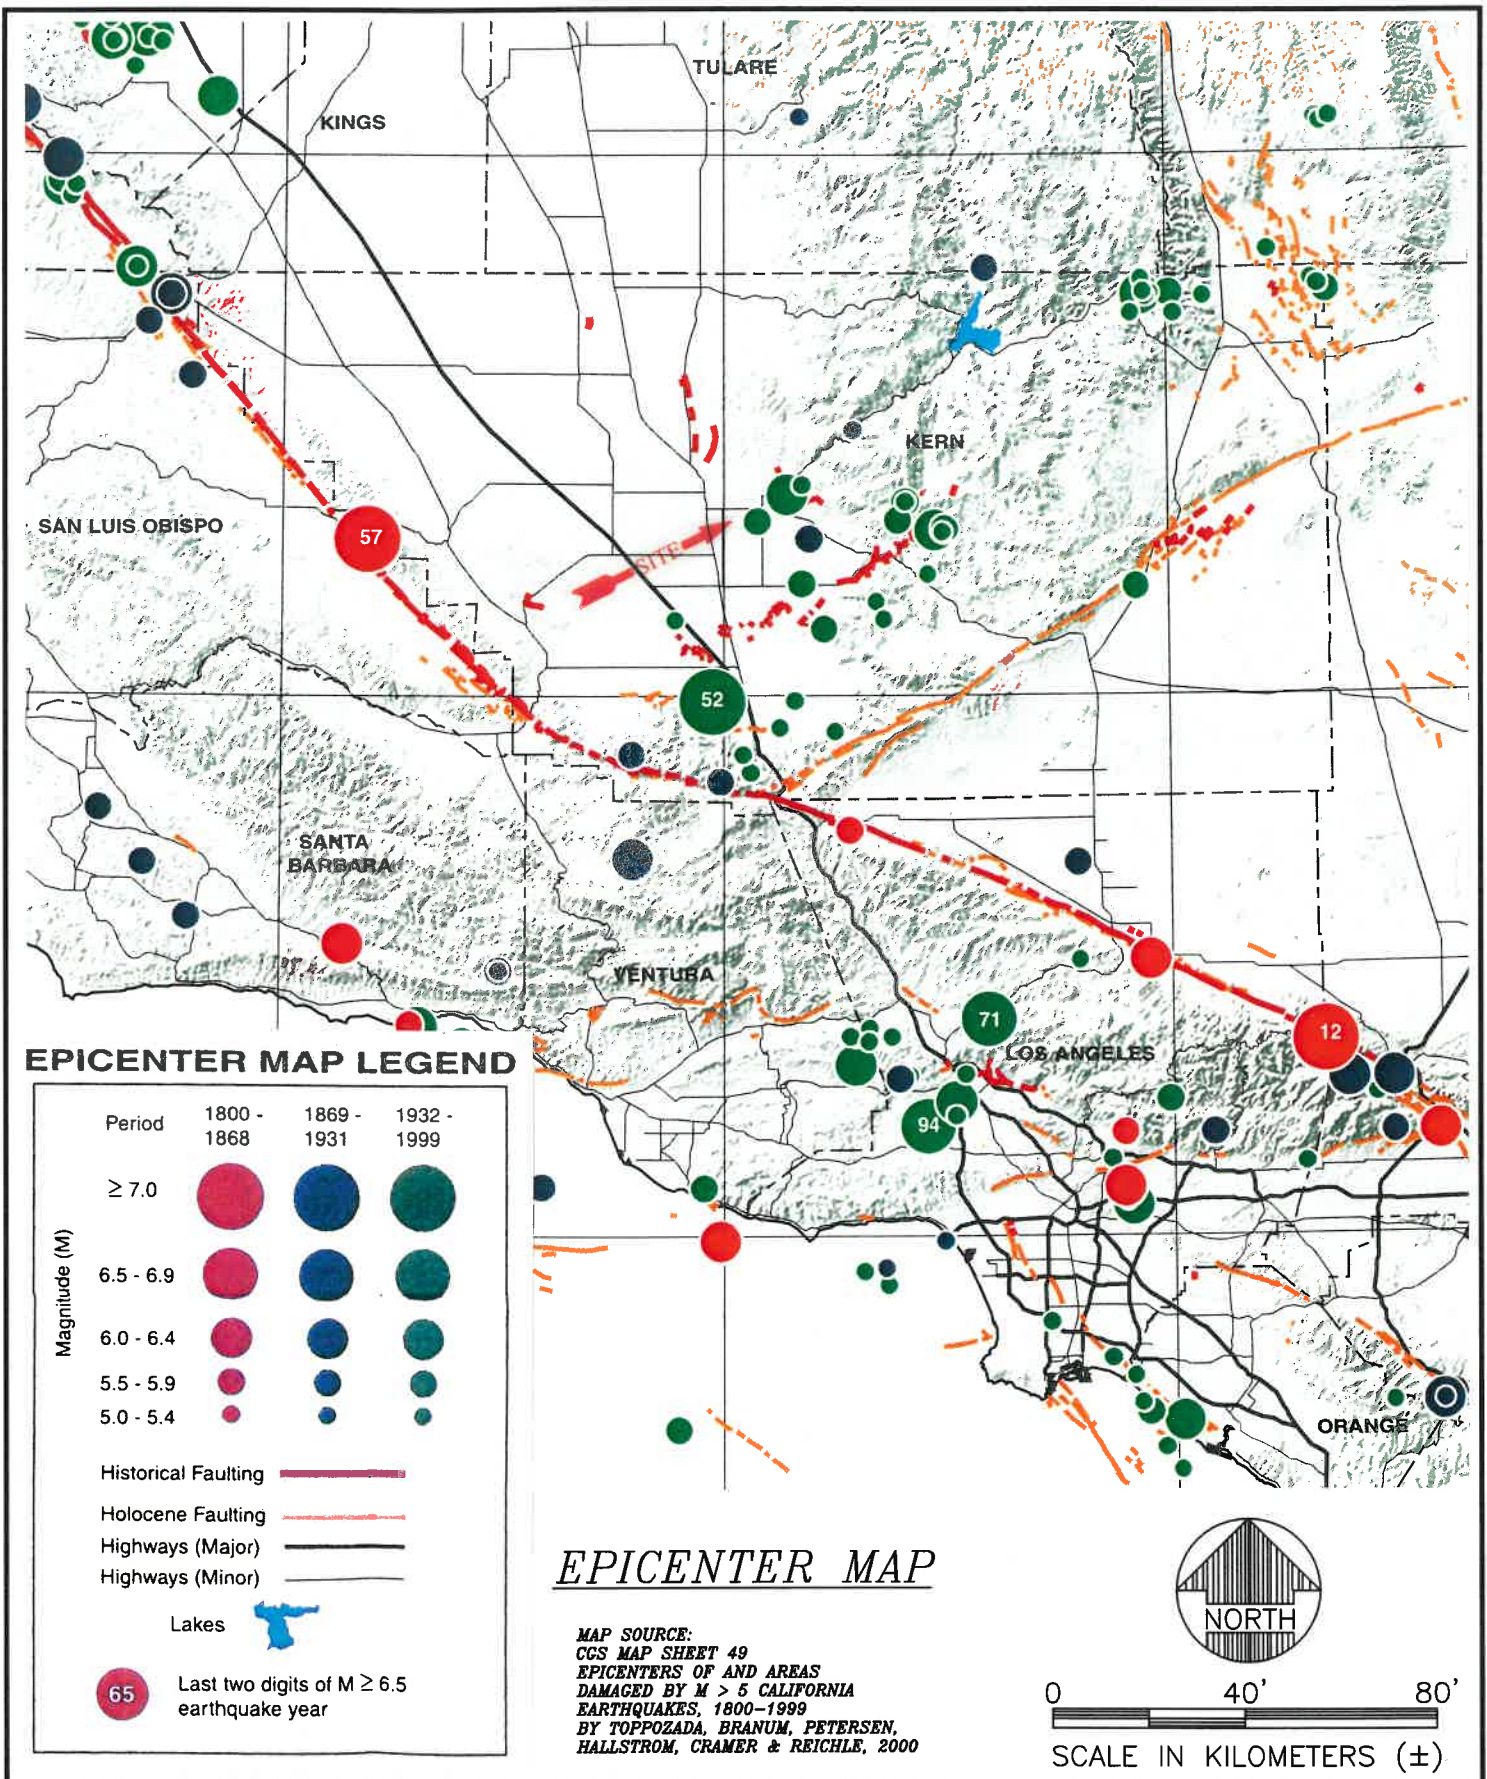 TULARE
KINGS
KERN
SAN LUIS OBISPO
57
SITE
52
SANTA
BARBARA
VENTURA
71
12
LOS ANGELES
94
ORANGE
EPICENTER MAP LEGEND
Period
1800 - 1868
1869 - 1931
1932 - 1999
Magnitude (M)
≥ 7.0
6.5 - 6.9
6.0 - 6.4
5.5 - 5.9
5.0 - 5.4
Historical Faulting
Holocene Faulting
Highways (Major)
Highways (Minor)
Lakes
65
Last two digits of M ≥ 6.5
earthquake year
EPICENTER MAP
MAP SOURCE:
CGS MAP SHEET 49
EPICENTERS OF AND AREAS
DAMAGED BY M > 5 CALIFORNIA
EARTHQUAKES, 1800-1999
BY TOPPOZADA, BRANUM, PETERSEN,
HALLSTROM, CRAMER & REICHLE, 2000
NORTH
0 40' 80'
SCALE IN KILOMETERS (±)